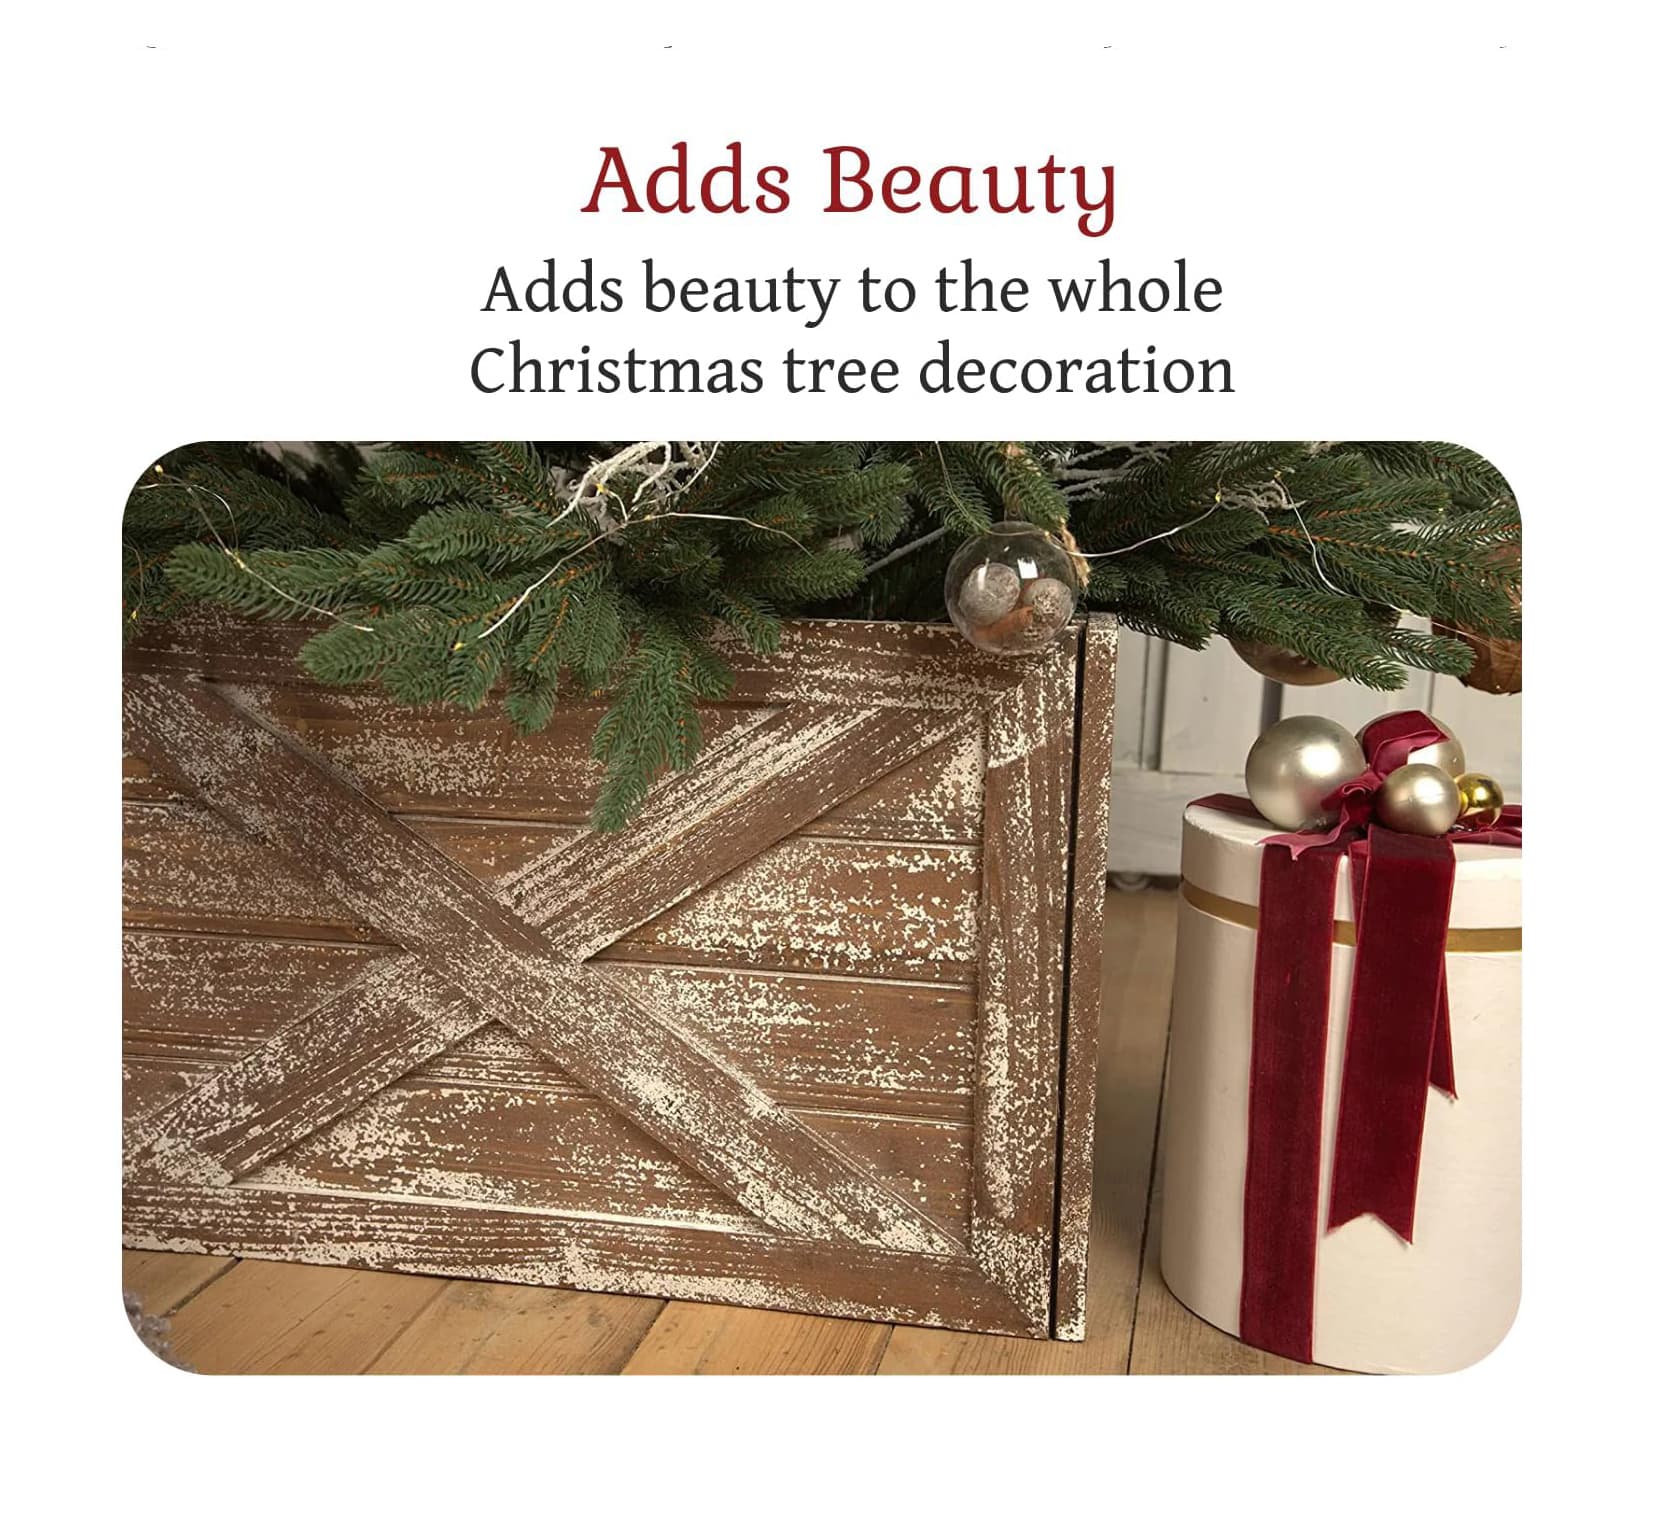 Adds Beauty
Adds beauty to the whole
Christmas tree decoration